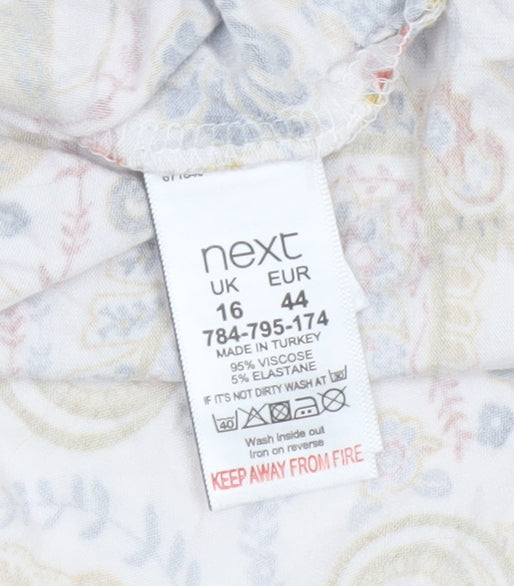 next
UK EUR
16 44
784-795-174
MADE IN TURKEY
95% VISCOSE
5% ELASTANE
IF IT'S NOT DIRTY WASH AT 30
40
Wash inside out
Iron on reverse
KEEP AWAY FROM FIRE